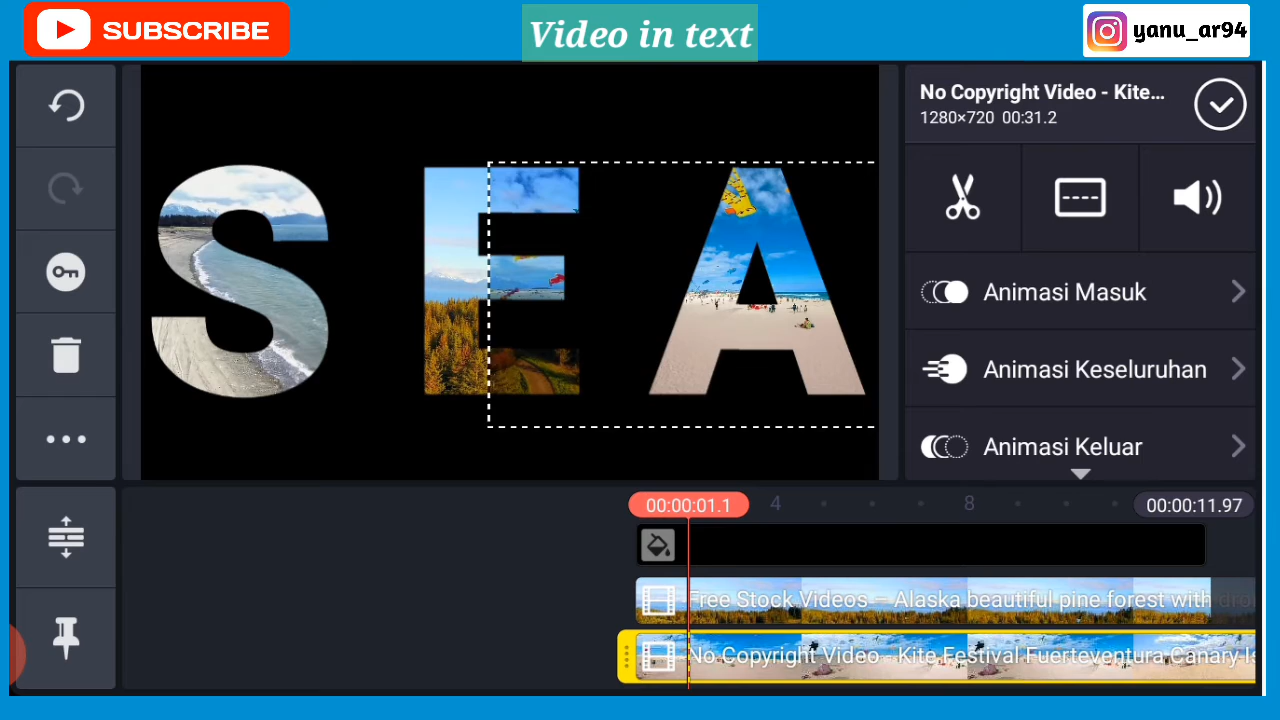 SUBSCRIBE
Video in text
yanu_ar94
No Copyright Video - Kite...
1280×720 00:31.2
SEA
Animasi Masuk
Animasi Keseluruhan
Animasi Keluar
00:00:01.1
4
8
00:00:11.97
Free Stock Videos – Alaska beautiful pine forest with dro
No Copyright Video - Kite Festival Fuerteventura Canary Is